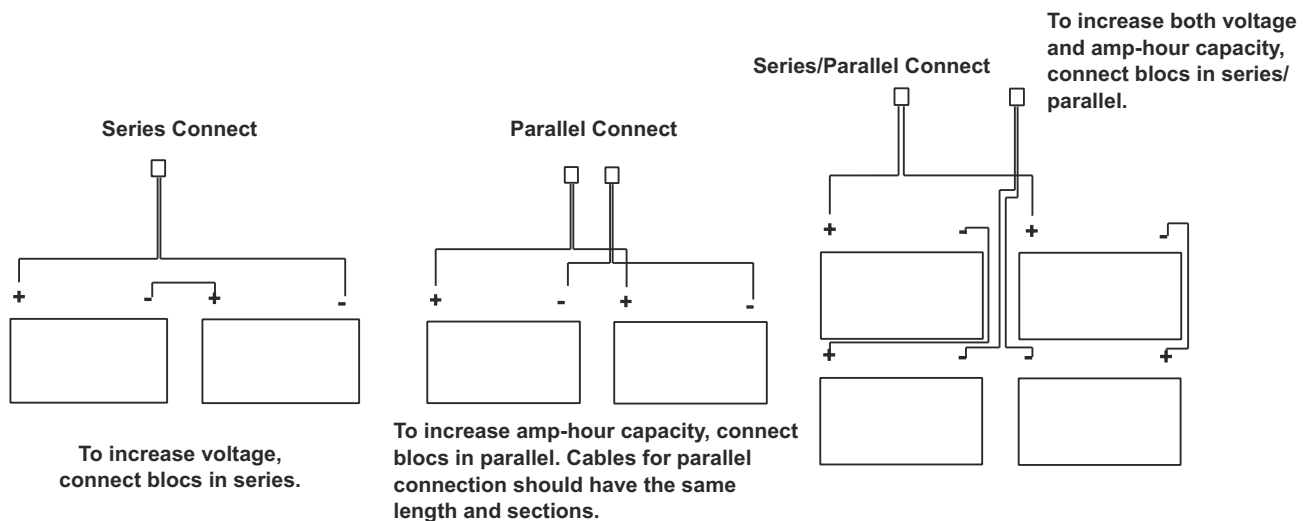 Series Connect
+
-
+
-
To increase voltage,
connect blocs in series.
Parallel Connect
+
-
+
-
To increase amp-hour capacity, connect
blocs in parallel. Cables for parallel
connection should have the same
length and sections.
Series/Parallel Connect
To increase both voltage
and amp-hour capacity,
connect blocs in series/
parallel.
+
-
+
-
+
-
-
+